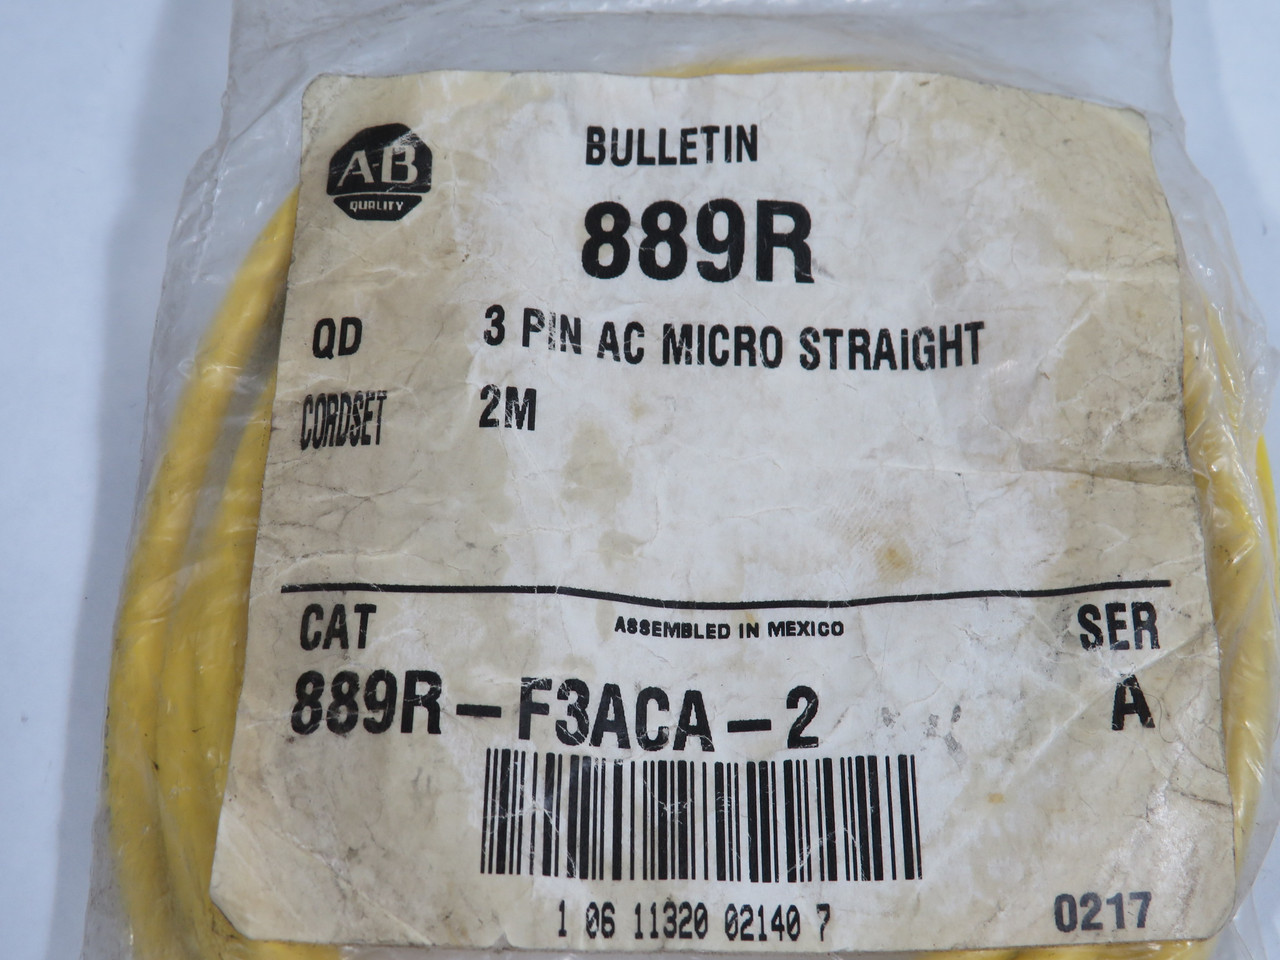 A-B
QUALITY
BULLETIN
889R
QD 3 PIN AC MICRO STRAIGHT
CORDSET 2M
CAT ASSEMBLED IN MEXICO SER
889R-F3ACA-2 A
1 06 11320 02140 7
0217